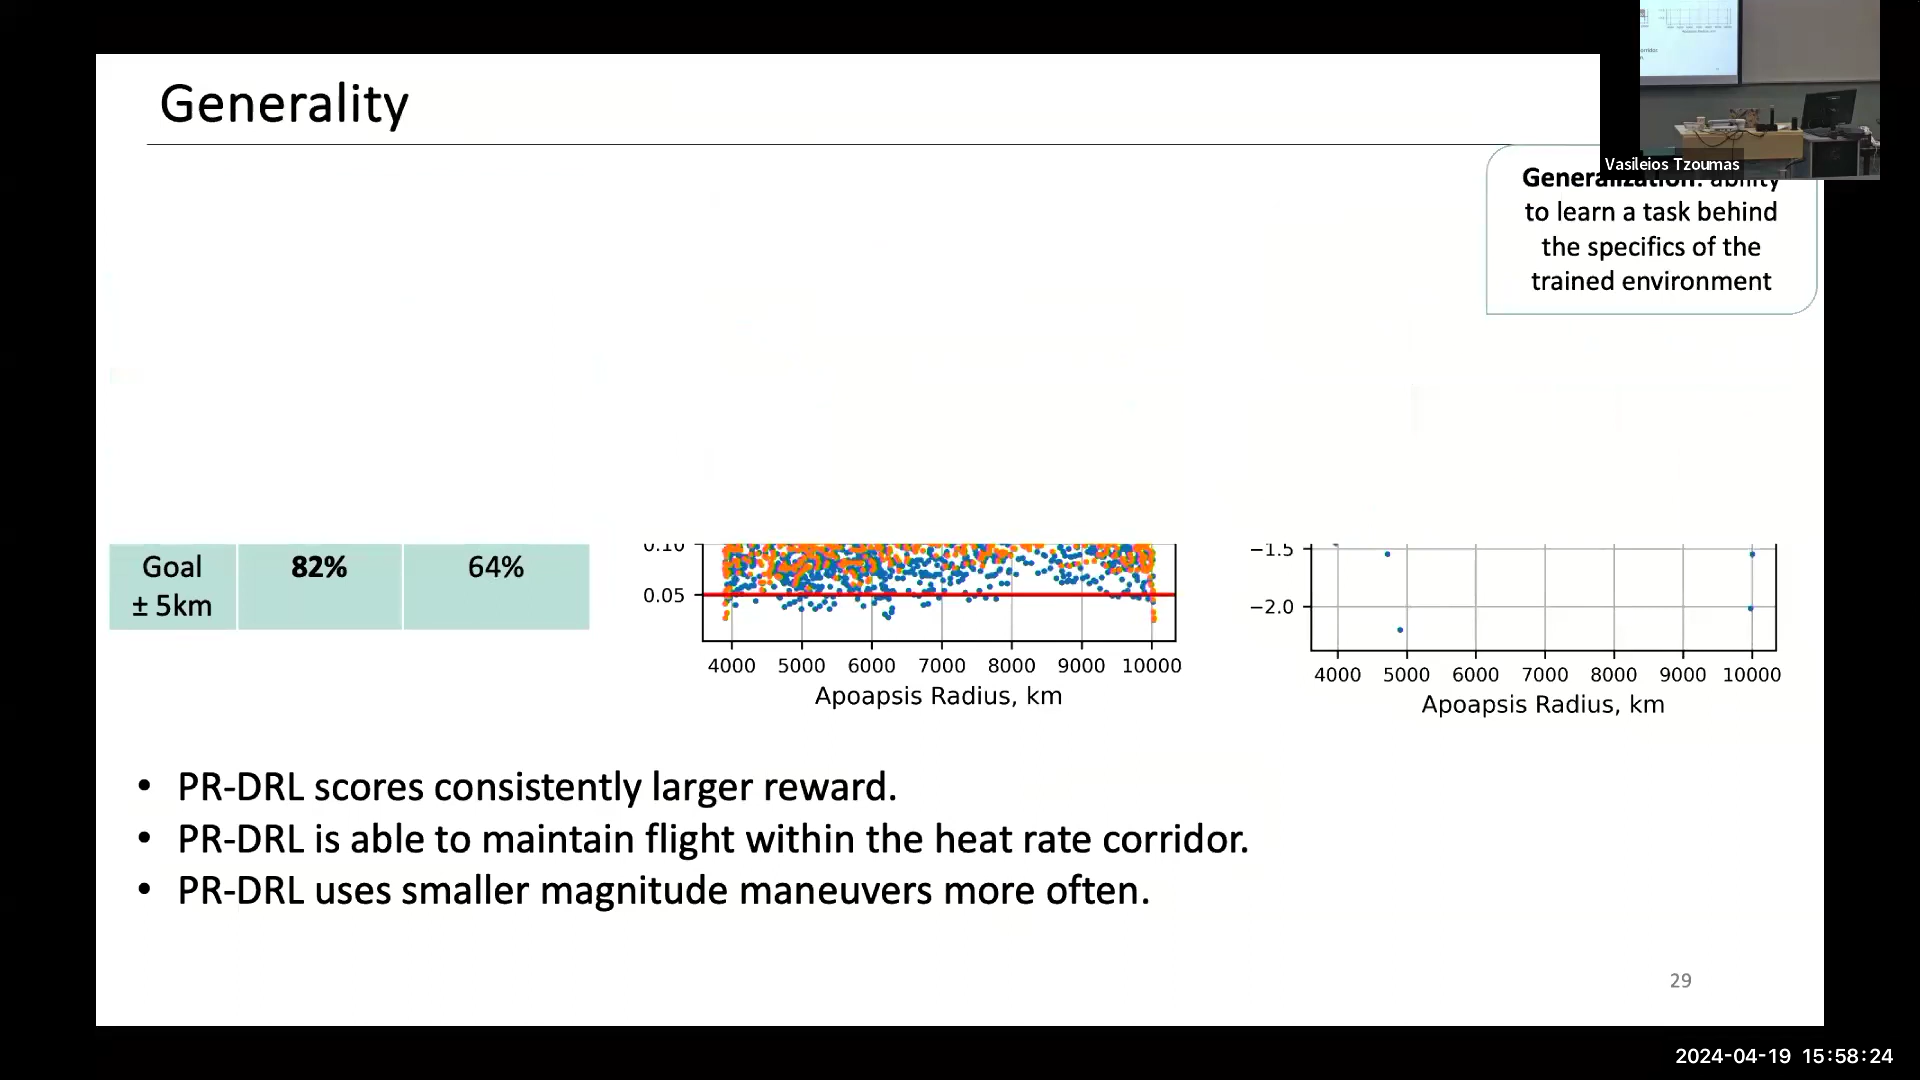 Generality
Vasileios Tzoumas
Generalization: ability
to learn a task behind
the specifics of the
trained environment
Goal
± 5km
82%
64%
0.10
0.05
4000 5000 6000 7000 8000 9000 10000
Apoapsis Radius, km
−1.5
−2.0
4000 5000 6000 7000 8000 9000 10000
Apoapsis Radius, km
• PR-DRL scores consistently larger reward.
• PR-DRL is able to maintain flight within the heat rate corridor.
• PR-DRL uses smaller magnitude maneuvers more often.
29
2024-04-19 15:58:24